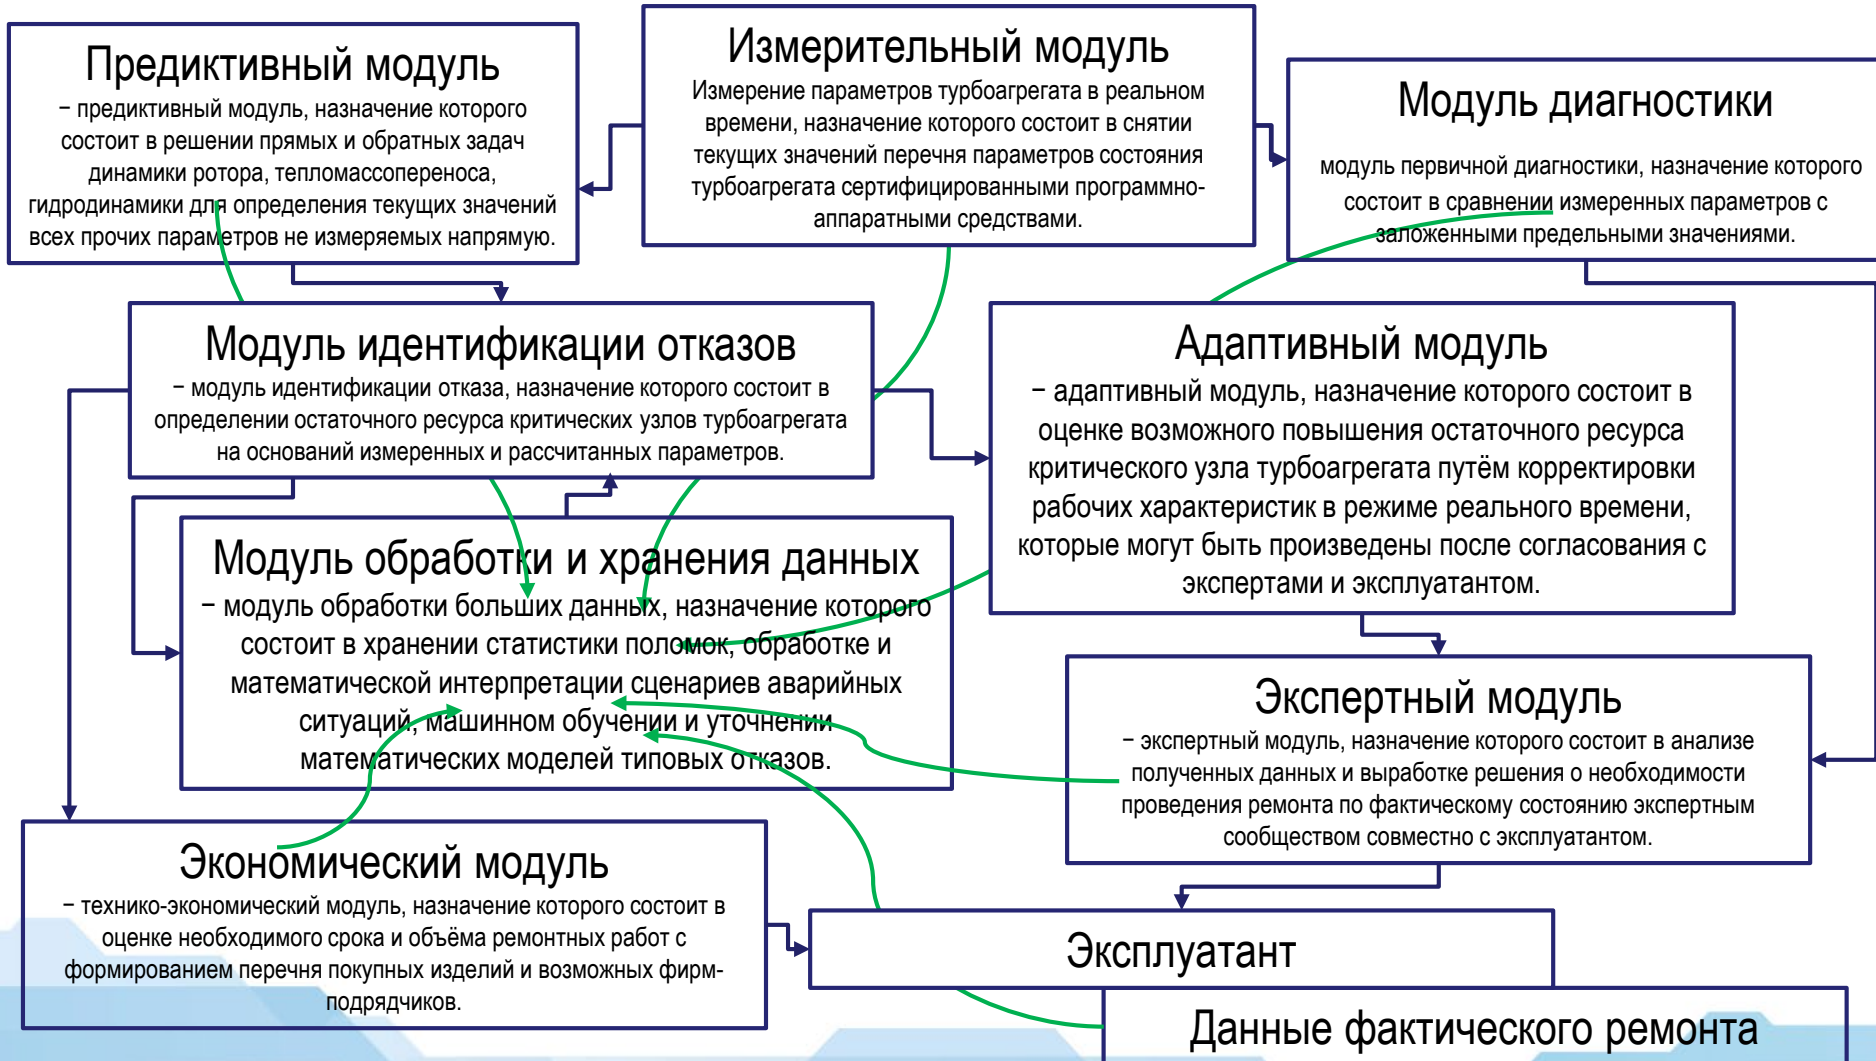 Предиктивный модуль
– предиктивный модуль, назначение которого
состоит в решении прямых и обратных задач
динамики ротора, тепломассопереноса,
гидродинамики для определения текущих значений
всех прочих параметров не измеряемых напрямую.
Измерительный модуль
Измерение параметров турбоагрегата в реальном
времени, назначение которого состоит в снятии
текущих значений перечня параметров состояния
турбоагрегата сертифицированными программно-
аппаратными средствами.
Модуль диагностики
модуль первичной диагностики, назначение которого
состоит в сравнении измеренных параметров с
заложенными предельными значениями.
Модуль идентификации отказов
– модуль идентификации отказа, назначение которого состоит в
определении остаточного ресурса критических узлов турбоагрегата
на оснований измеренных и рассчитанных параметров.
Адаптивный модуль
– адаптивный модуль, назначение которого состоит в
оценке возможного повышения остаточного ресурса
критического узла турбоагрегата путём корректировки
рабочих характеристик в режиме реального времени,
которые могут быть произведены после согласования с
экспертами и эксплуатантом.
Модуль обработки и хранения данных
– модуль обработки больших данных, назначение которого
состоит в хранении статистики поломок, обработке и
математической интерпретации сценариев аварийных
ситуаций, машинном обучении и уточнении
математических моделей типовых отказов.
Экспертный модуль
– экспертный модуль, назначение которого состоит в анализе
полученных данных и выработке решения о необходимости
проведения ремонта по фактическому состоянию экспертным
сообществом совместно с эксплуатантом.
Экономический модуль
– технико-экономический модуль, назначение которого состоит в
оценке необходимого срока и объёма ремонтных работ с
формированием перечня покупных изделий и возможных фирм-
подрядчиков.
Эксплуатант
Данные фактического ремонта